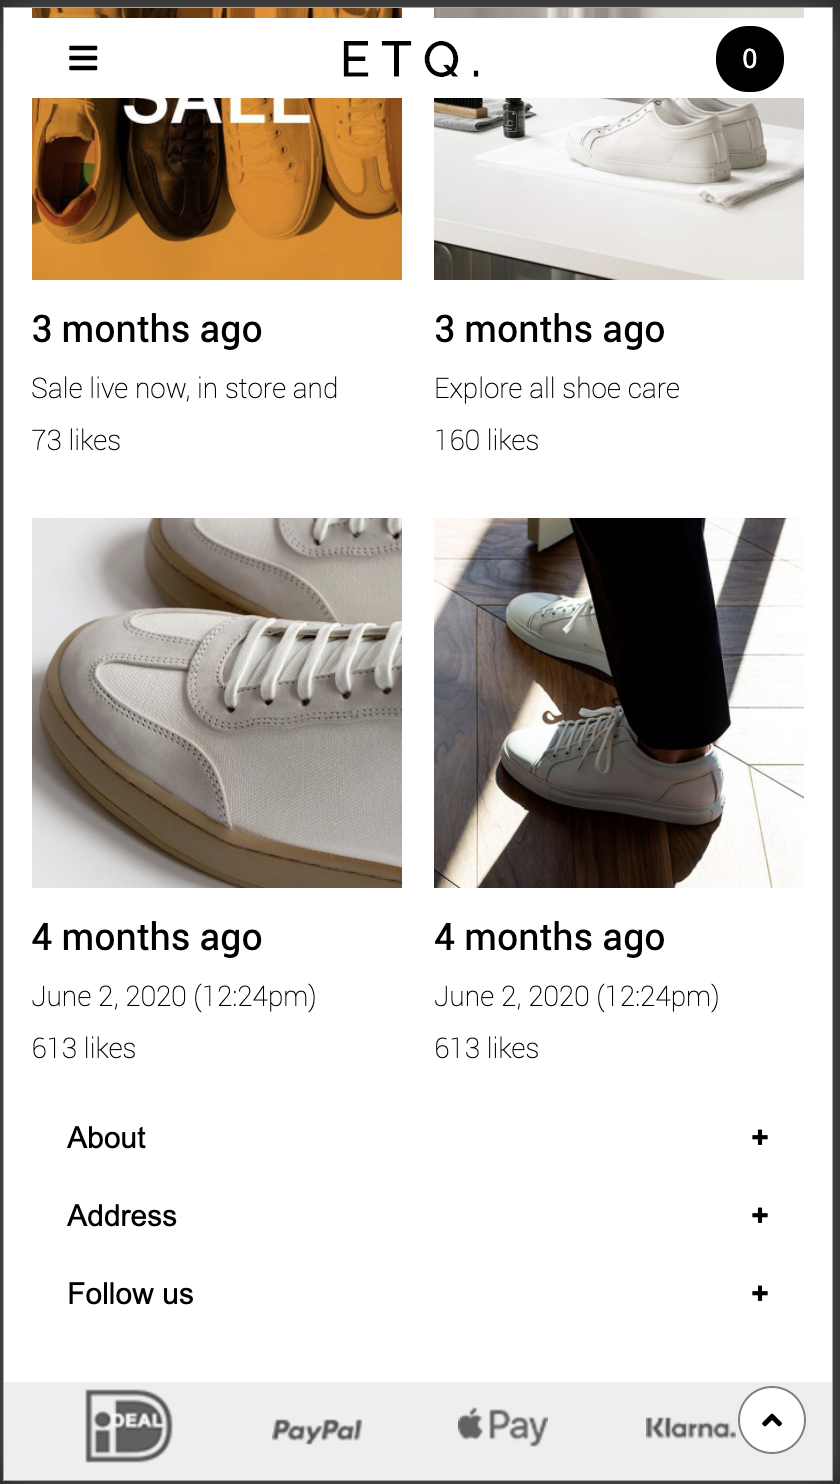 ETQ.
0
SALE
3 months ago
Sale live now, in store and
73 likes
3 months ago
Explore all shoe care
160 likes
4 months ago
June 2, 2020 (12:24pm)
613 likes
4 months ago
June 2, 2020 (12:24pm)
613 likes
About +
Address +
Follow us +
iDEAL
PayPal
Pay
Klarna.